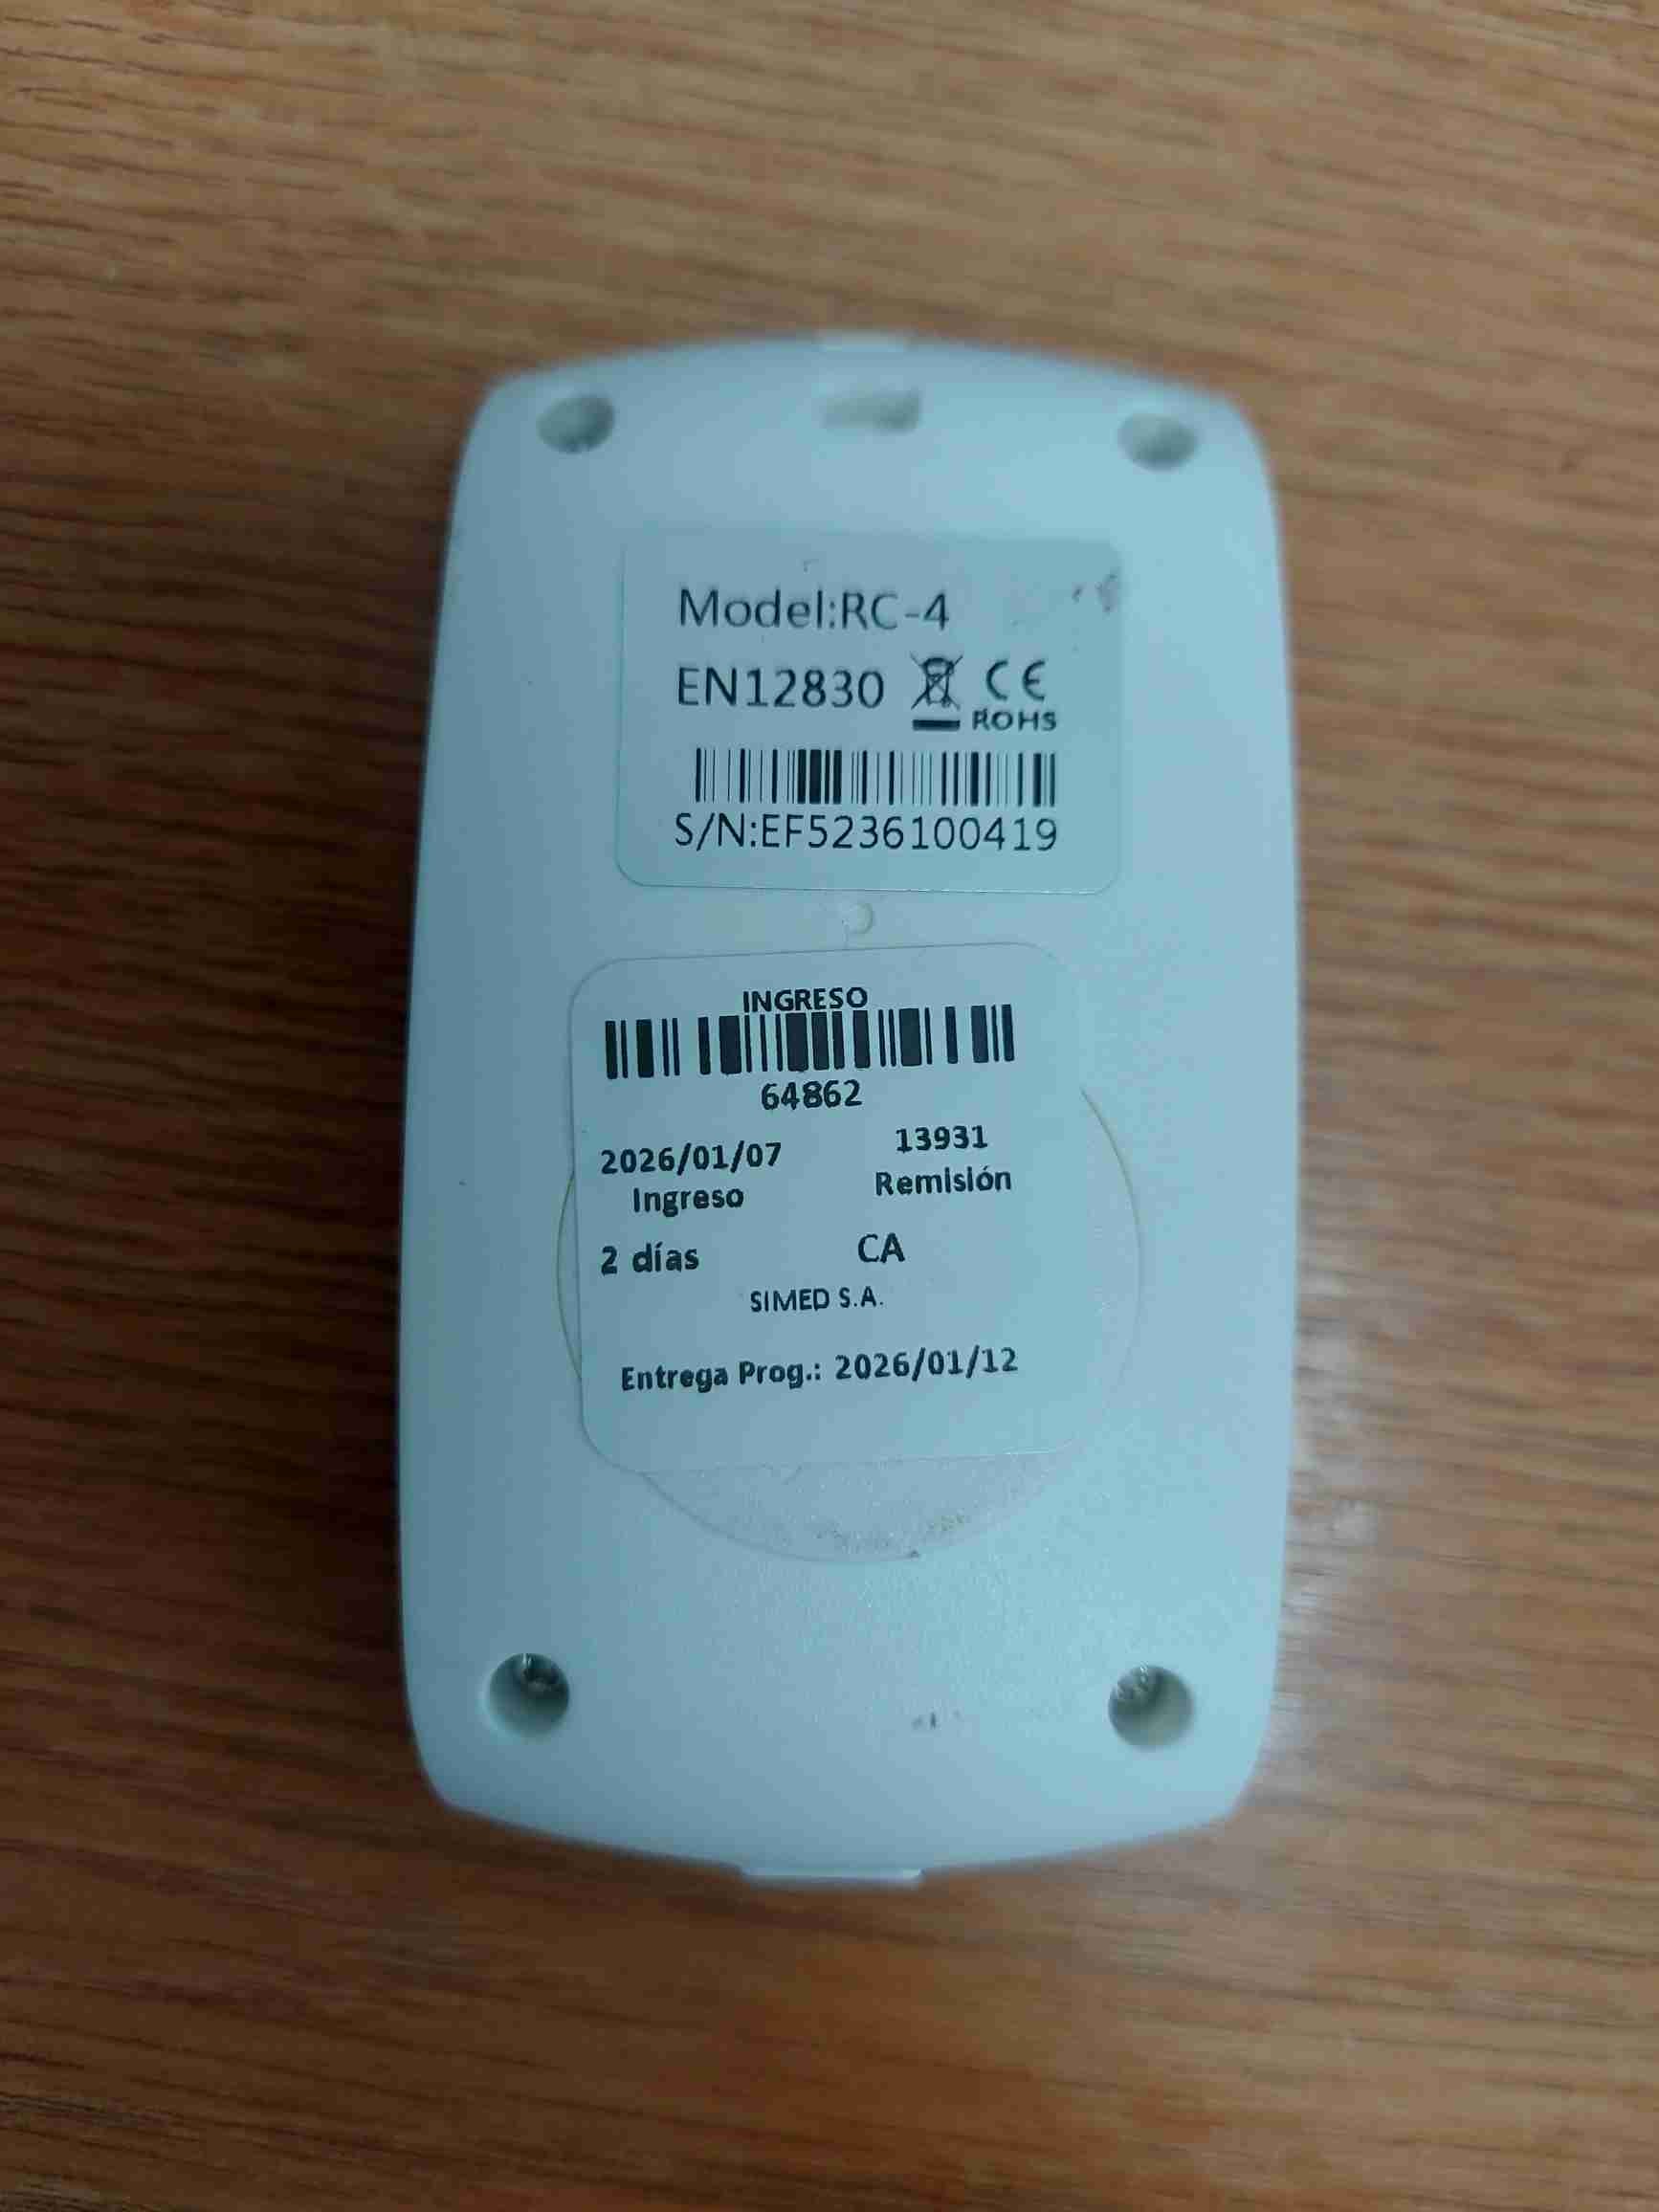 Model:RC-4
EN12830 CE
ROHS
S/N:EF5236100419
INGRESO
64862
2026/01/07 13931
Ingreso Remisión
2 días CA
SIMED S.A.
Entrega Prog.: 2026/01/12